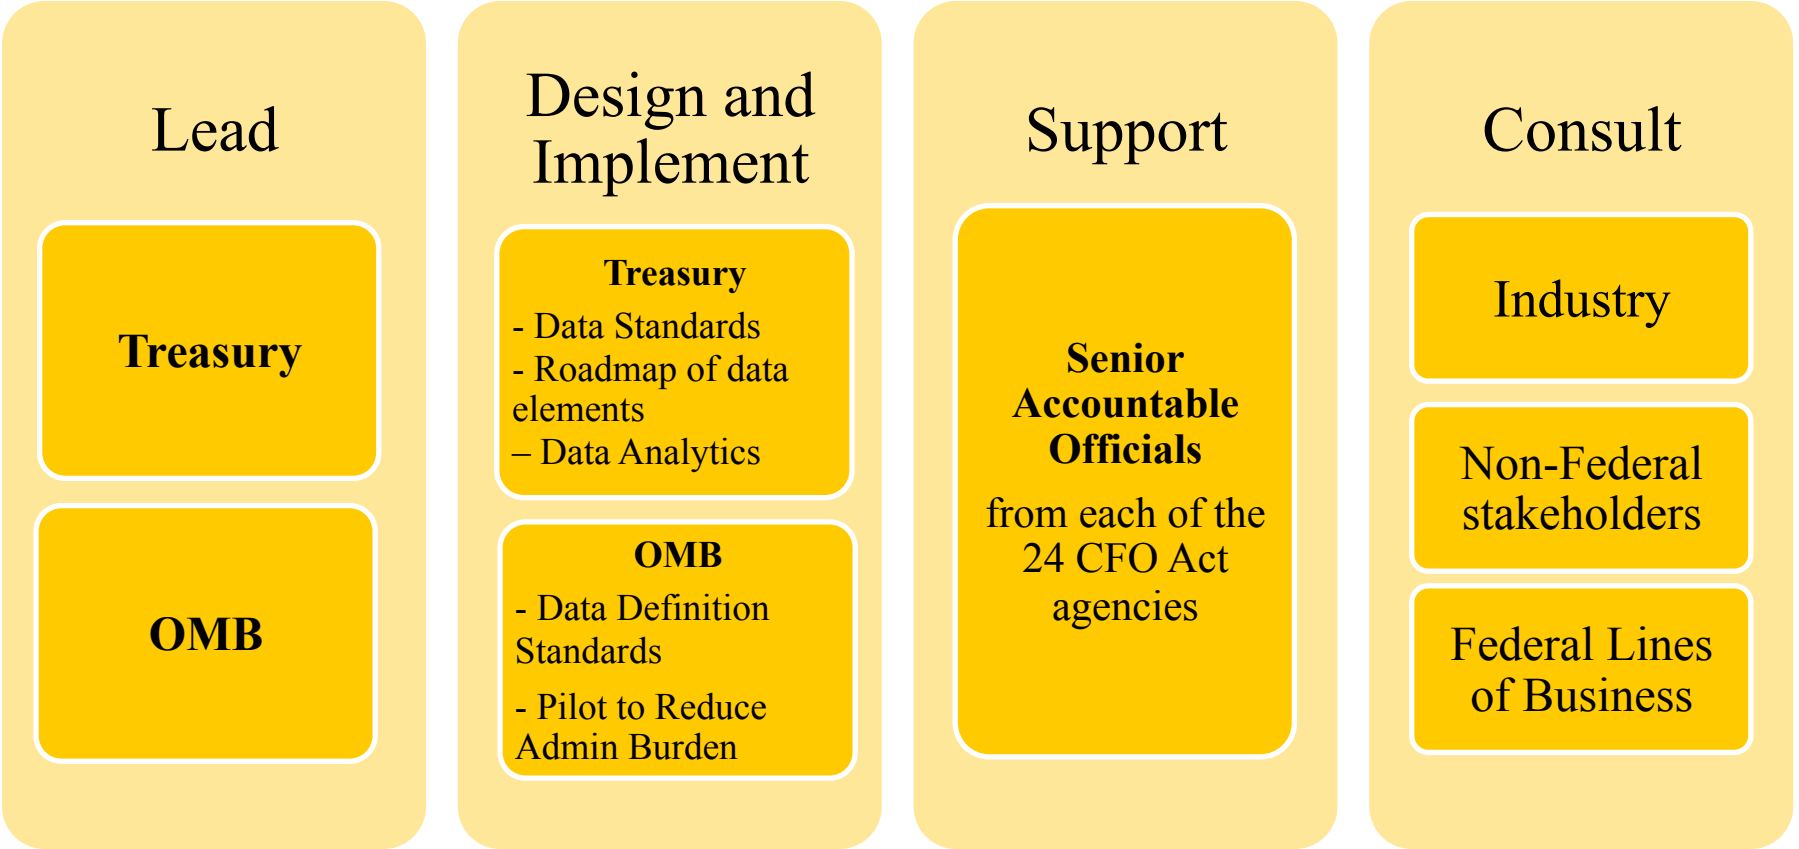 Lead
Treasury
OMB
Design and
Implement
Treasury
- Data Standards
- Roadmap of data
elements
– Data Analytics
OMB
- Data Definition
Standards
- Pilot to Reduce
Admin Burden
Support
Senior
Accountable
Officials
from each of the
24 CFO Act
agencies
Consult
Industry
Non-Federal
stakeholders
Federal Lines
of Business